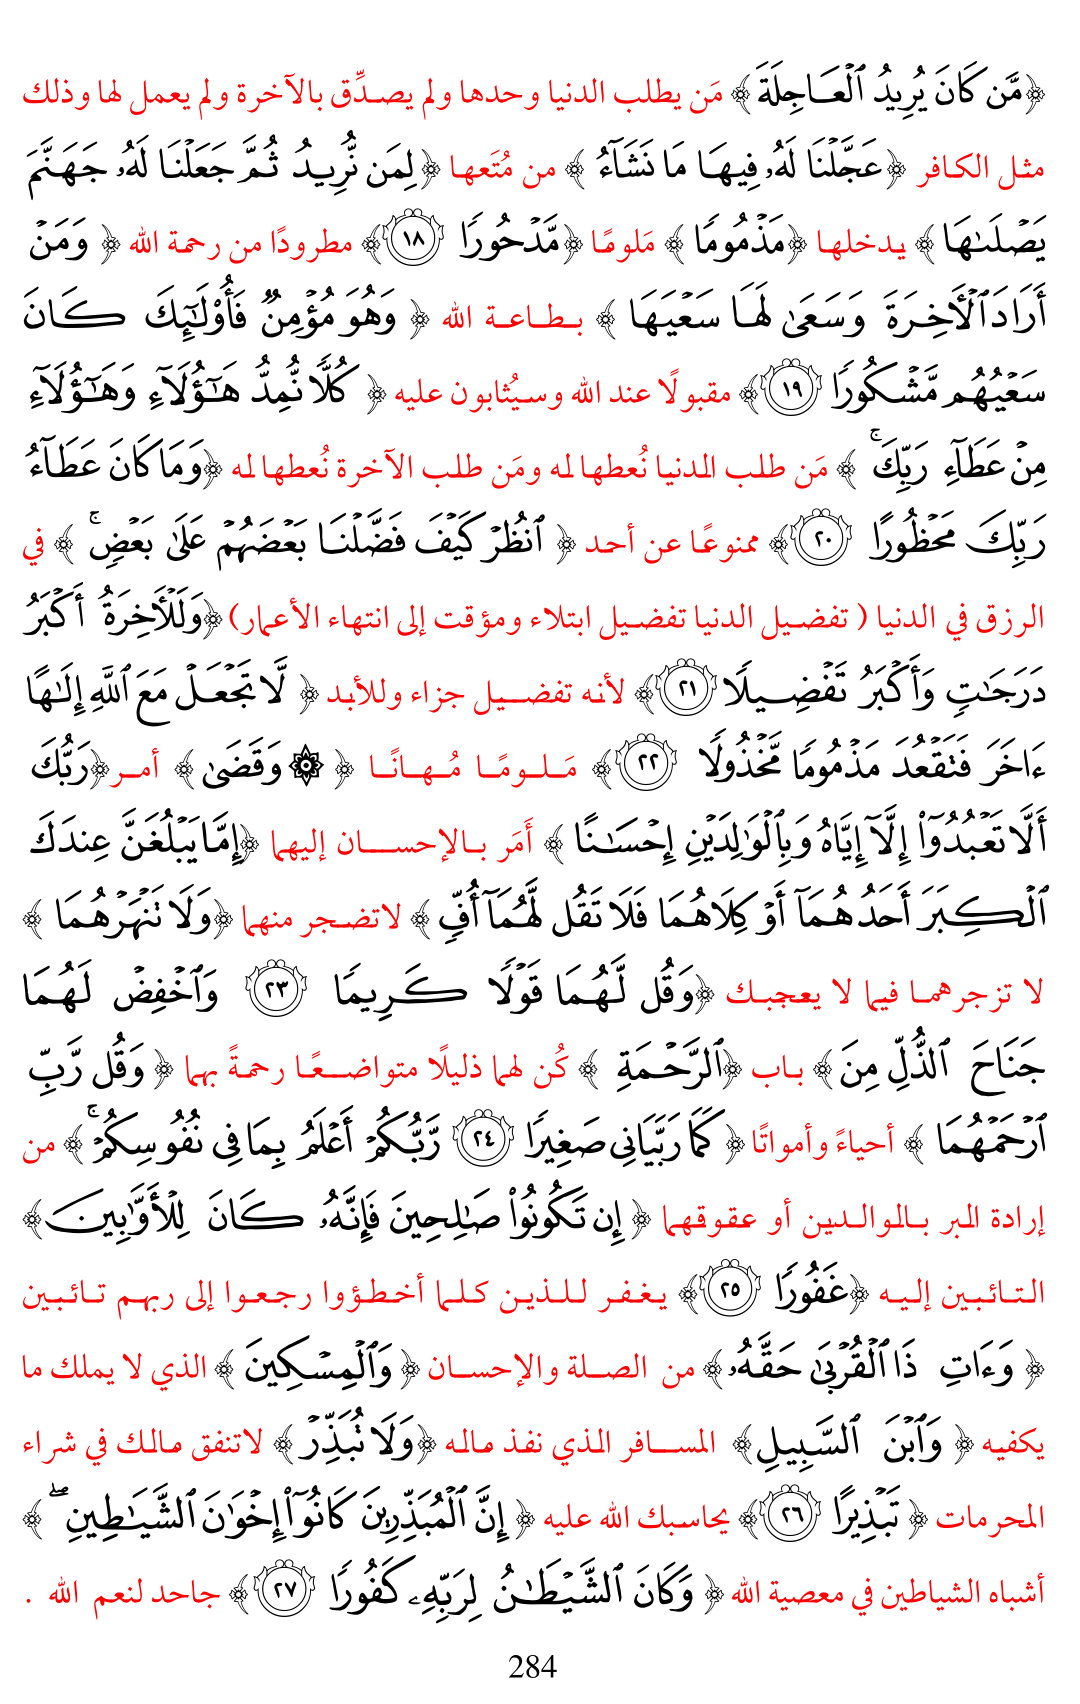 ﴿مَّن كَانَ يُرِيدُ ٱلْعَاجِلَةَ﴾ مَن يطلب الدنيا وحدها ولم يصدِّق بالآخرة ولم يعمل لها وذلك
مثل الكافر ﴿عَجَّلْنَا لَهُۥ فِيهَا مَا نَشَآءُ﴾ من مُتَعها ﴿لِمَن نُّرِيدُ ثُمَّ جَعَلْنَا لَهُۥ جَهَنَّمَ
يَصْلَىٰهَا﴾ يدخلها ﴿مَذْمُومًا﴾ مَلومًا ﴿مَّدْحُورًا ١٨﴾ مطرودًا من رحمة الله ﴿وَمَنْ
أَرَادَ ٱلْأَخِرَةَ وَسَعَىٰ لَهَا سَعْيَهَا﴾ بطاعة الله ﴿وَهُوَ مُؤْمِنٌ فَأُوْلَـٰٓئِكَ كَانَ
سَعْيُهُم مَّشْكُورًا ١٩﴾ مقبولًا عند الله وسيُثابون عليه ﴿كُلًّا نُّمِدُّ هَـٰٓؤُلَآءِ وَهَـٰٓؤُلَآءِ
مِنْ عَطَآءِ رَبِّكَۚ﴾ مَن طلب الدنيا نُعطها له ومَن طلب الآخرة نُعطها له ﴿وَمَا كَانَ عَطَآءُ
رَبِّكَ مَحْظُورًا ٢٠﴾ ممنوعًا عن أحد ﴿ٱنظُرْ كَيْفَ فَضَّلْنَا بَعْضَهُمْ عَلَىٰ بَعْضٍۚ﴾ في
الرزق في الدنيا ( تفضيل الدنيا تفضيل ابتلاء ومؤقت إلى انتهاء الأعمار) ﴿وَلَلْأَخِرَةُ أَكْبَرُ
دَرَجَـٰتٍ وَأَكْبَرُ تَفْضِيلًا ٢١﴾ لأنه تفضيل جزاء وللأبد ﴿لَّا تَجْعَلْ مَعَ ٱللَّهِ إِلَـٰهًا
ءَاخَرَ فَتَقْعُدَ مَذْمُومًا مَّخْذُولًا ٢٢﴾ مَلومًا مُهانًا ﴿۞ وَقَضَىٰ﴾ أمر ﴿رَبُّكَ
أَلَّا تَعْبُدُوٓاْ إِلَّآ إِيَّاهُ وَبِٱلْوَٰلِدَيْنِ إِحْسَـٰنًا﴾ أَمَر بالإحسان إليهما ﴿إِمَّا يَبْلُغَنَّ عِندَكَ
ٱلْكِبَرَ أَحَدُهُمَآ أَوْ كِلَاهُمَا فَلَا تَقُل لَّهُمَآ أُفٍّ﴾ لاتضجر منهما ﴿وَلَا تَنْهَرْهُمَا﴾
لا تزجرهما فيما لا يعجبك ﴿وَقُل لَّهُمَا قَوْلًا كَرِيمًا ٢٣ وَٱخْفِضْ لَهُمَا
جَنَاحَ ٱلذُّلِّ مِنَ﴾ باب ﴿ٱلرَّحْمَةِ﴾ كُن لهما ذليلًا متواضعًا رحمةً بهما ﴿وَقُل رَّبِّ
ٱرْحَمْهُمَا﴾ أحياءً وأمواتًا ﴿كَمَا رَبَّيَانِى صَغِيرًا ٢٤ رَّبُّكُمْ أَعْلَمُ بِمَا فِى نُفُوسِكُمْۚ﴾ من
إرادة البر بالوالدين أو عقوقهما ﴿إِن تَكُونُواْ صَـٰلِحِينَ فَإِنَّهُۥ كَانَ لِلْأَوَّٰبِينَ﴾
التائبين إليه ﴿غَفُورًا ٢٥﴾ يغفر للذين كلما أخطؤوا رجعوا إلى ربهم تائبين
﴿وَءَاتِ ذَا ٱلْقُرْبَىٰ حَقَّهُۥ﴾ من الصلة والإحسان ﴿وَٱلْمِسْكِينَ﴾ الذي لا يملك ما
يكفيه ﴿وَٱبْنَ ٱلسَّبِيلِ﴾ المسافر الذي نفذ ماله ﴿وَلَا تُبَذِّرْ﴾ لاتنفق مالك في شراء
المحرمات ﴿تَبْذِيرًا ٢٦﴾ يحاسبك الله عليه ﴿إِنَّ ٱلْمُبَذِّرِينَ كَانُوٓاْ إِخْوَٰنَ ٱلشَّيَـٰطِينِۖ﴾
أشباه الشياطين في معصية الله ﴿وَكَانَ ٱلشَّيْطَـٰنُ لِرَبِّهِۦ كَفُورًا ٢٧﴾ جاحد لنعم الله .
284